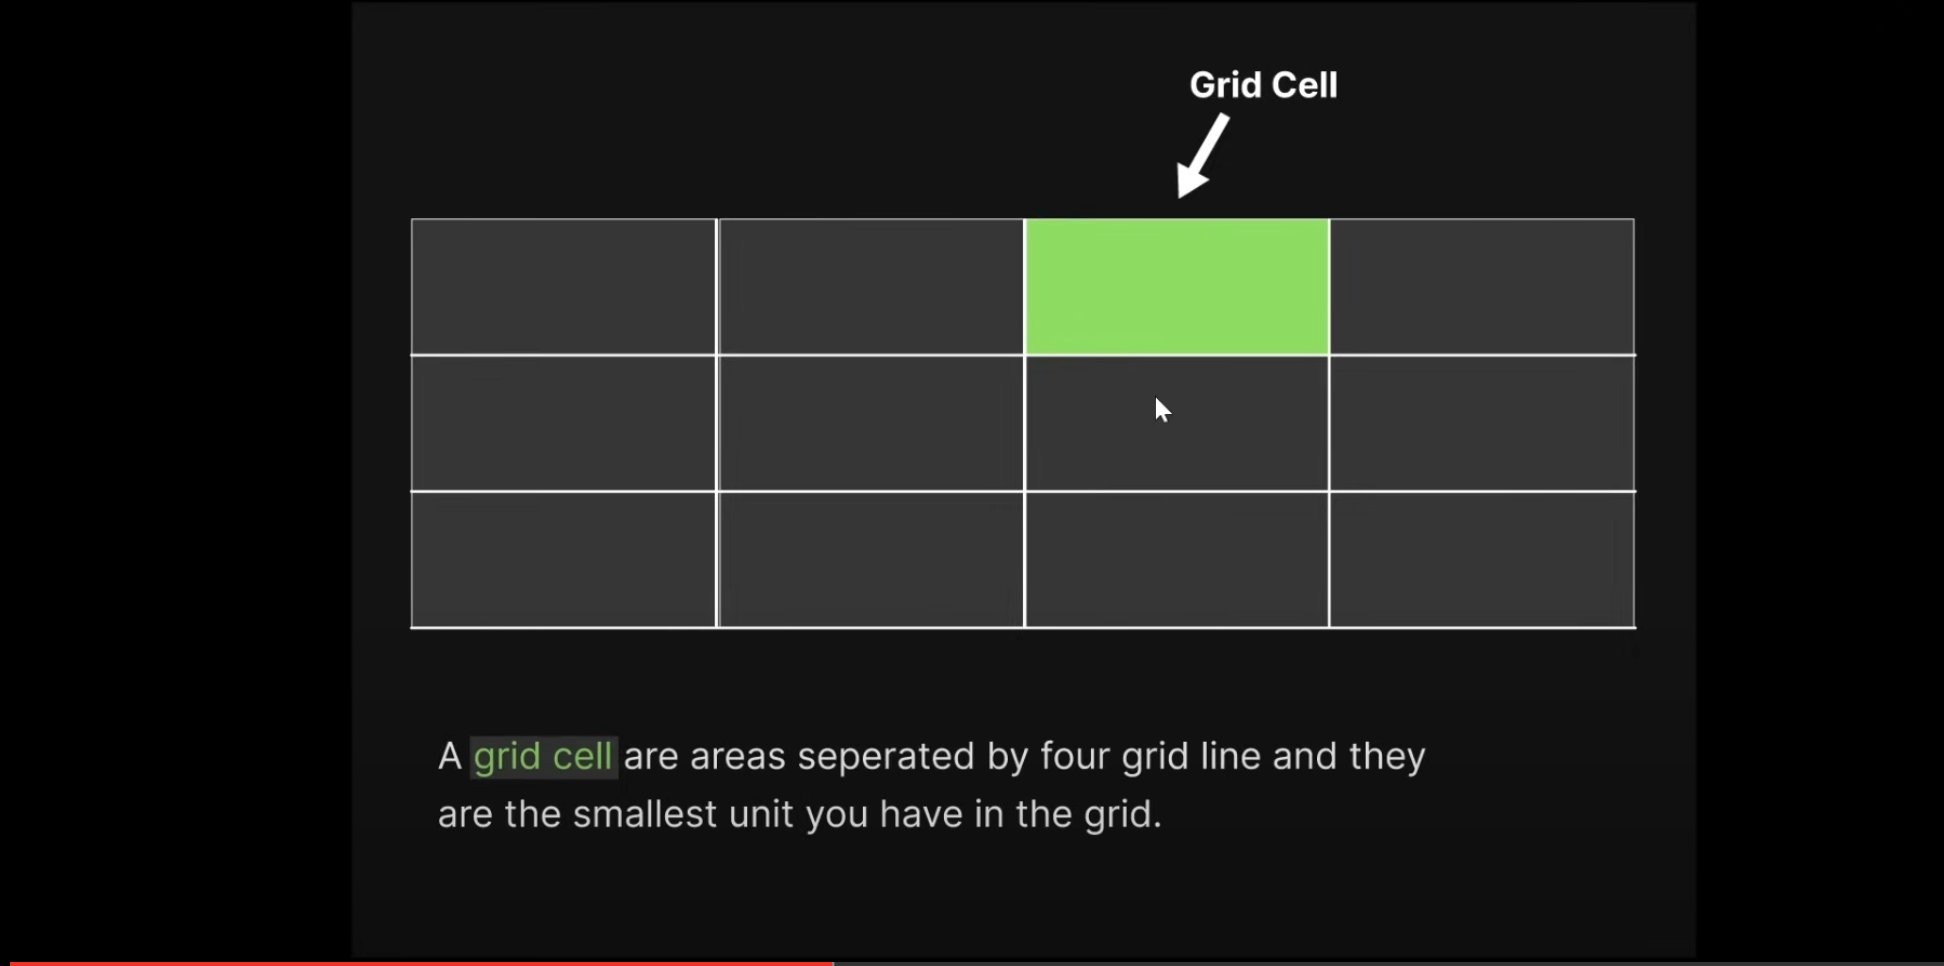 Grid Cell
A grid cell are areas seperated by four grid line and they
are the smallest unit you have in the grid.